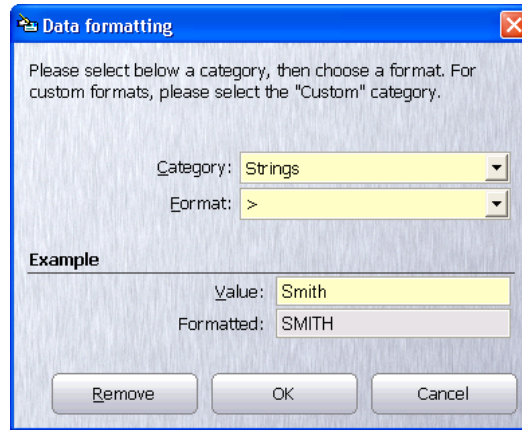 Data formatting
Please select below a category, then choose a format. For
custom formats, please select the "Custom" category.
Category: Strings
Format: >
Example
Value: Smith
Formatted: SMITH
Remove OK Cancel